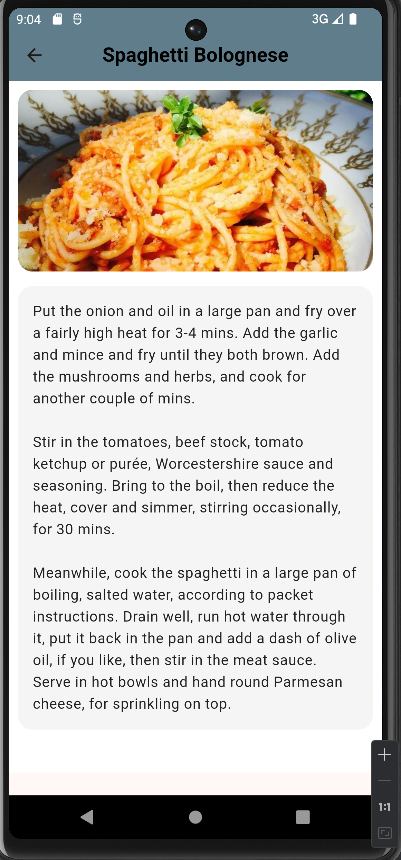 9:04
3G
Spaghetti Bolognese
Put the onion and oil in a large pan and fry over
a fairly high heat for 3-4 mins. Add the garlic
and mince and fry until they both brown. Add
the mushrooms and herbs, and cook for
another couple of mins.
Stir in the tomatoes, beef stock, tomato
ketchup or purée, Worcestershire sauce and
seasoning. Bring to the boil, then reduce the
heat, cover and simmer, stirring occasionally,
for 30 mins.
Meanwhile, cook the spaghetti in a large pan of
boiling, salted water, according to packet
instructions. Drain well, run hot water through
it, put it back in the pan and add a dash of olive
oil, if you like, then stir in the meat sauce.
Serve in hot bowls and hand round Parmesan
cheese, for sprinkling on top.
1:1